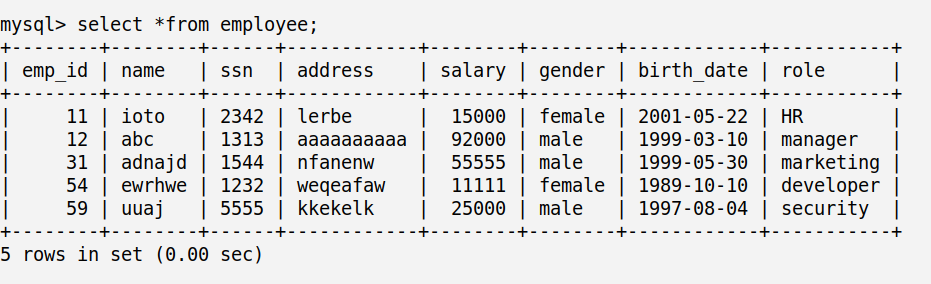 mysql> select *from employee;
+--------+--------+------+------------+--------+--------+------------+-----------+
| emp_id | name   | ssn  | address    | salary | gender | birth_date | role      |
+--------+--------+------+------------+--------+--------+------------+-----------+
|     11 | ioto   | 2342 | lerbe      |  15000 | female | 2001-05-22 | HR        |
|     12 | abc    | 1313 | aaaaaaaaaa |  92000 | male   | 1999-03-10 | manager   |
|     31 | adnajd | 1544 | nfanenw    |  55555 | male   | 1999-05-30 | marketing |
|     54 | ewrhwe | 1232 | weqeafaw   |  11111 | female | 1989-10-10 | developer |
|     59 | uuaj   | 5555 | kkekelk    |  25000 | male   | 1997-08-04 | security  |
+--------+--------+------+------------+--------+--------+------------+-----------+
5 rows in set (0.00 sec)